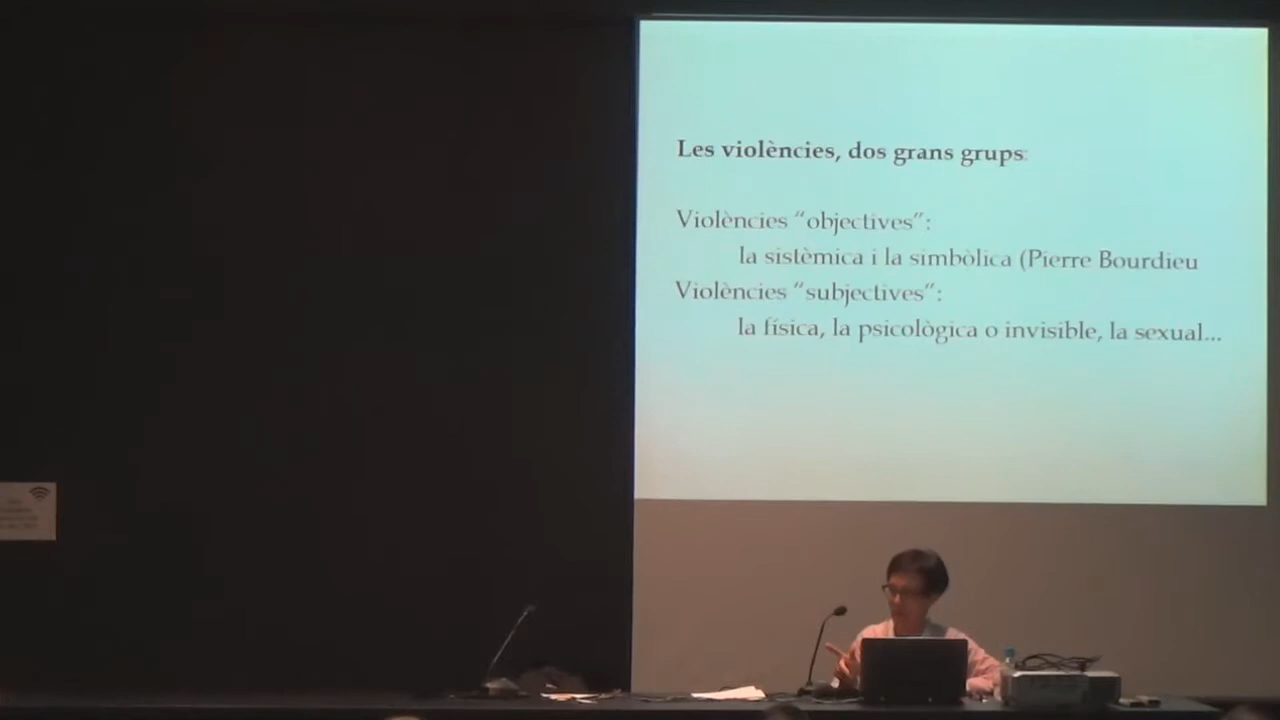 Les violències, dos grans grups:
Violències “objectives”:
la sistèmica i la simbòlica (Pierre Bourdieu
Violències “subjectives”:
la física, la psicològica o invisible, la sexual...